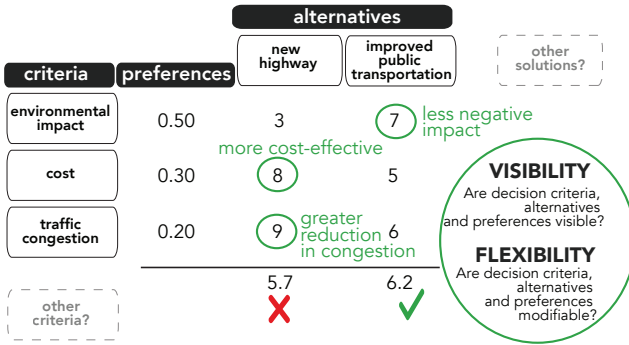 alternatives
new
highway
improved
public
transportation
other
solutions?
criteria
preferences
environmental
impact
0.50
3
7
less negative
impact
more cost-effective
cost
0.30
8
5
traffic
congestion
0.20
9
greater
reduction
in congestion
6
5.7
6.2
other
criteria?
VISIBILITY
Are decision criteria,
alternatives
and preferences visible?
FLEXIBILITY
Are decision criteria,
alternatives
and preferences
modifiable?